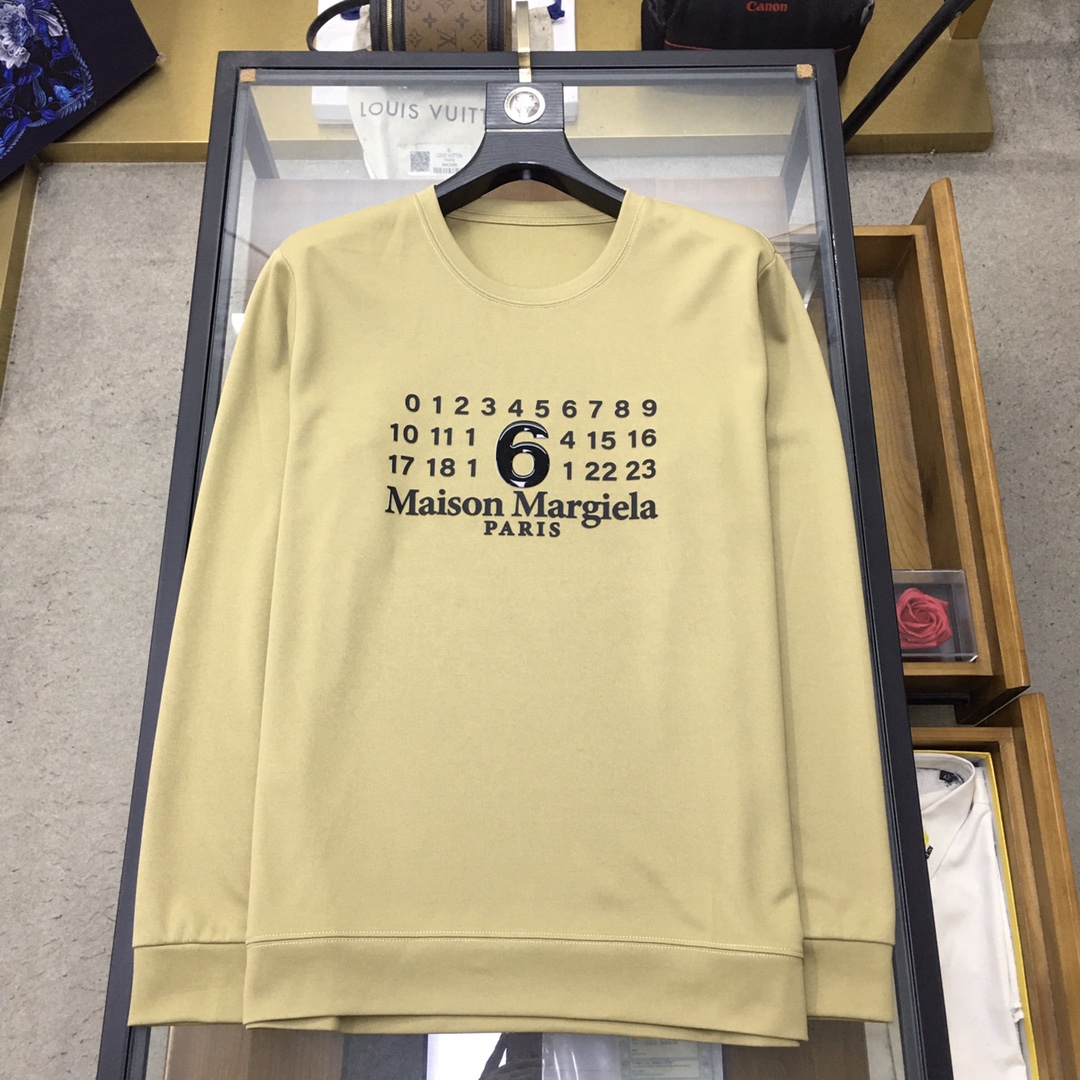 Canon
LOUIS VUITT
0 1 2 3 4 5 6 7 8 9
10 11 1 6 4 15 16
17 18 1 1 22 23
Maison Margiela
PARIS